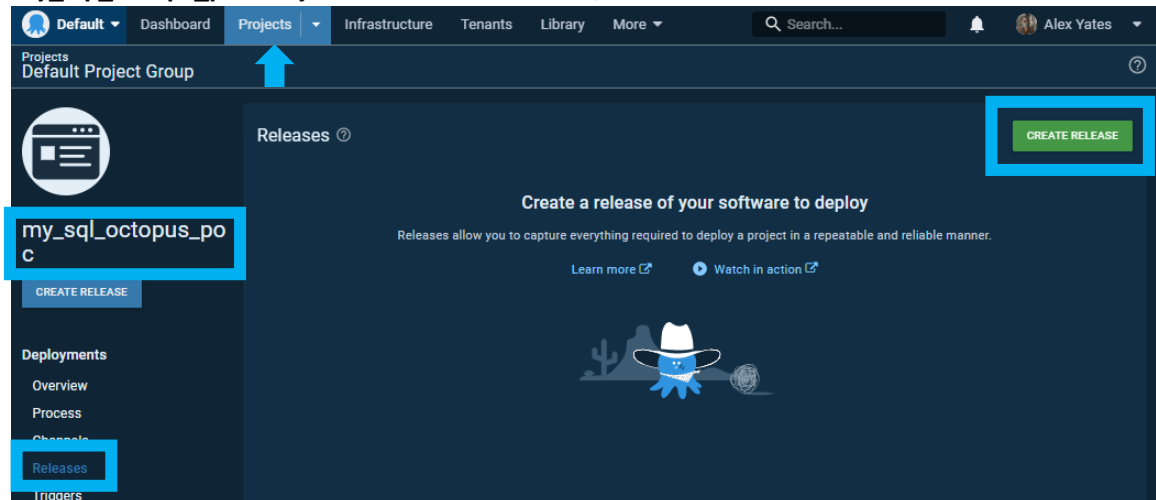 Default Dashboard Projects Infrastructure Tenants Library More Search... Alex Yates
Projects
Default Project Group
Releases
CREATE RELEASE
Create a release of your software to deploy
my_sql_octopus_po
c
Releases allow you to capture everything required to deploy a project in a repeatable and reliable manner.
Learn more Watch in action
CREATE RELEASE
Deployments
Overview
Process
Channels
Releases
Triggers